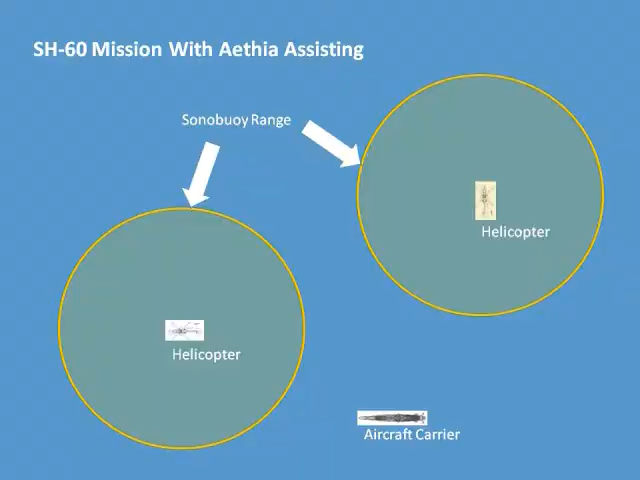 SH-60 Mission With Aethia Assisting
Sonobuoy Range
Helicopter
Helicopter
Aircraft Carrier